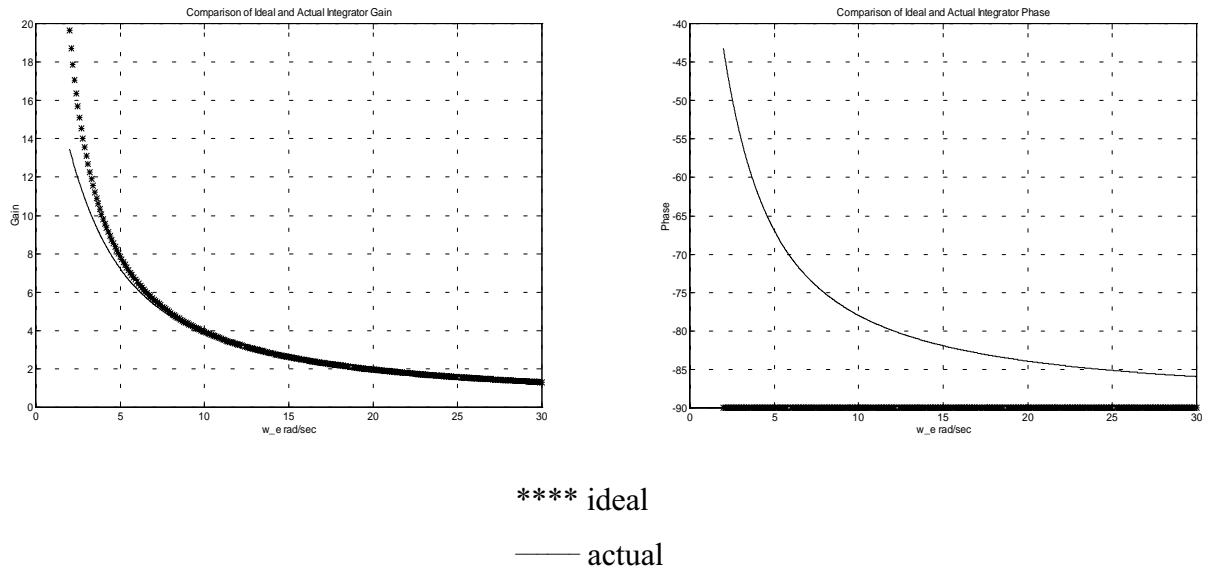 Comparison of Ideal and Actual Integrator Gain
20
18
16
14
12
10
8
6
4
2
0
Gain
0 5 10 15 20 25 30
w_e rad/sec
Comparison of Ideal and Actual Integrator Phase
-40
-45
-50
-55
-60
-65
-70
-75
-80
-85
-90
Phase
0 5 10 15 20 25 30
w_e rad/sec
**** ideal
—— actual